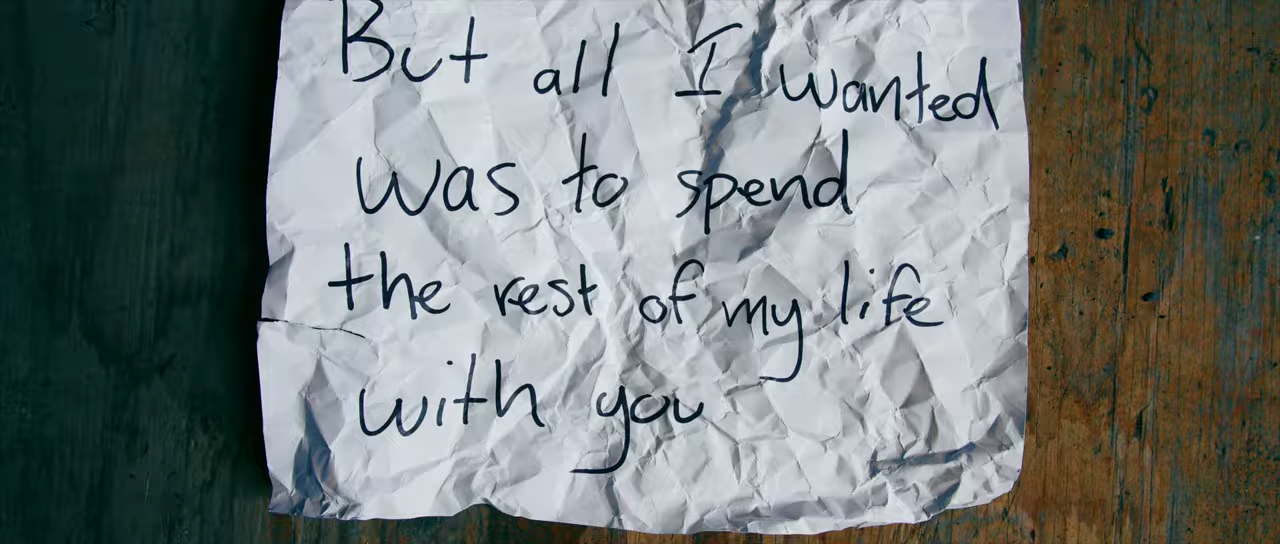 But all I wanted
was to spend
the rest of my life
with you